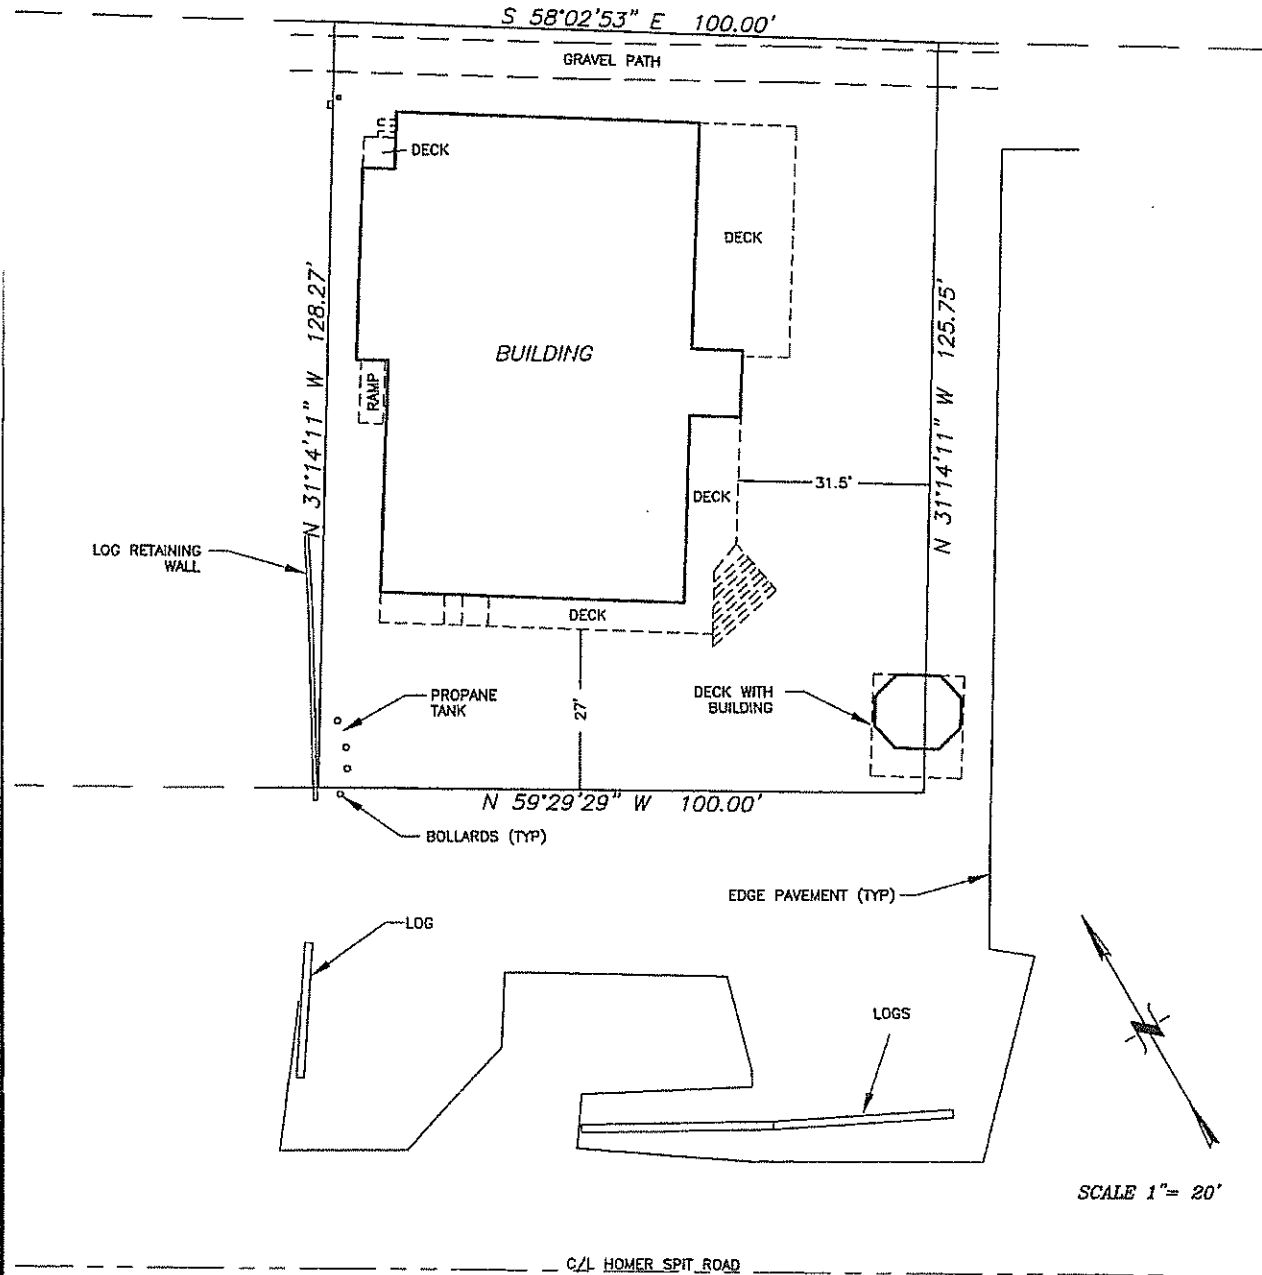 S 58°02'53" E 100.00'
GRAVEL PATH
DECK
DECK
N 31°14'11" W 128.27'
N 31°14'11" W 125.75'
BUILDING
RAMP
31.5'
DECK
LOG RETAINING
WALL
DECK
PROPANE
TANK
27'
DECK WITH
BUILDING
N 59°29'29" W 100.00'
BOLLARDS (TYP)
EDGE PAVEMENT (TYP)
LOG
LOGS
N
SCALE 1"= 20'
C/L HOMER SPIT ROAD